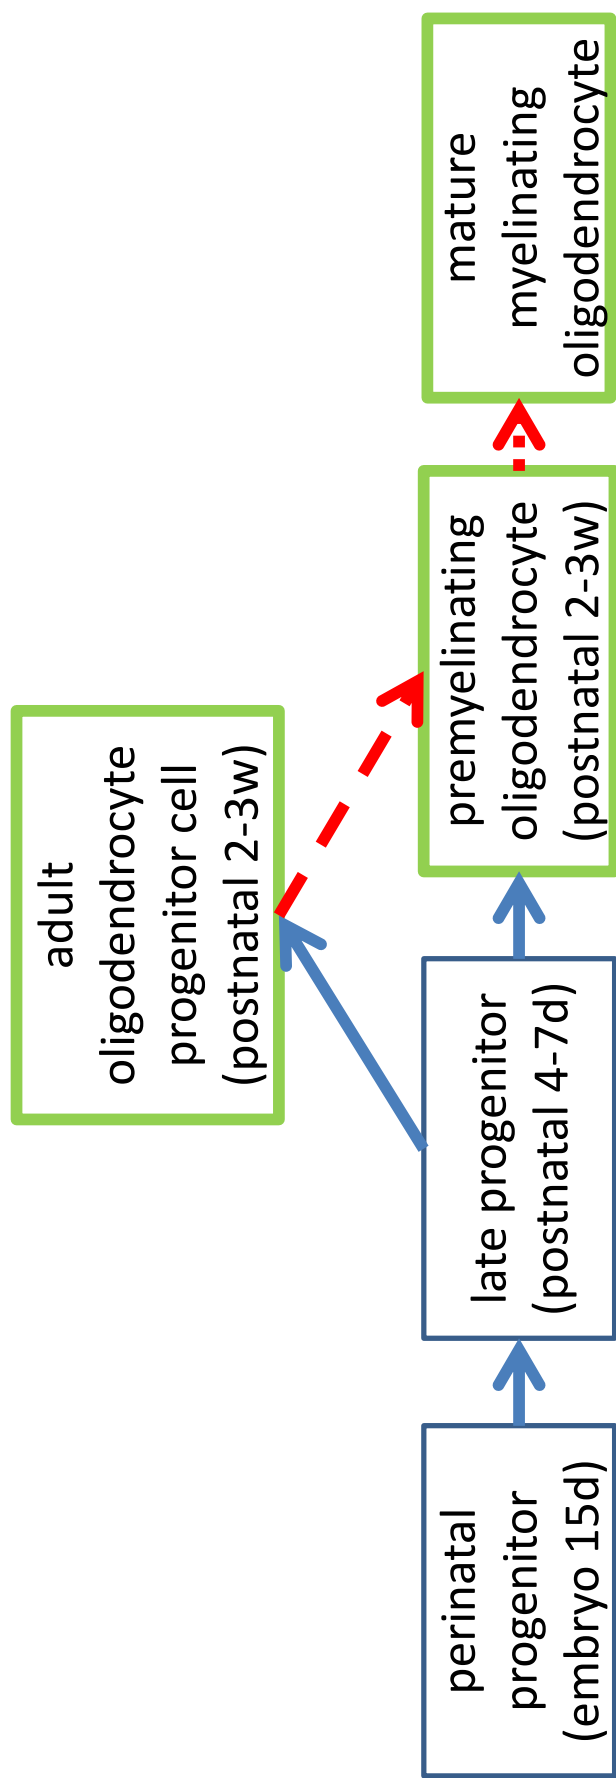 adult
oligodendrocyte
progenitor cell
(postnatal 2-3w)
perinatal
progenitor
(embryo 15d)
late progenitor
(postnatal 4-7d)
premyelinating
oligodendrocyte
(postnatal 2-3w)
mature
myelinating
oligodendrocyte